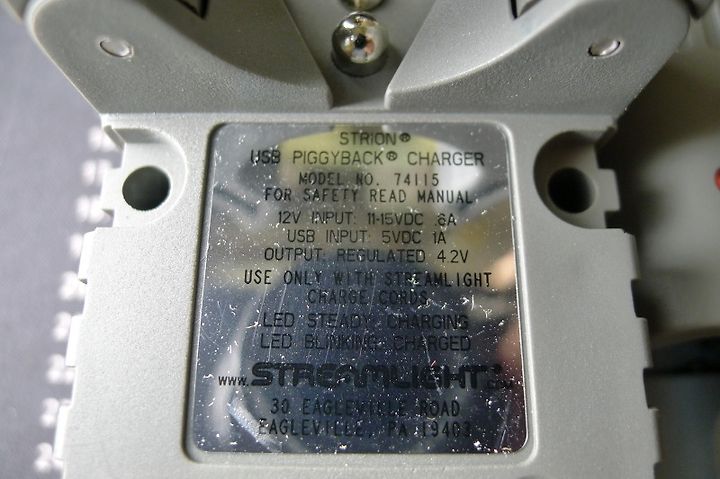 STRION®
USB PIGGYBACK® CHARGER
MODEL NO. 74115
FOR SAFETY READ MANUAL
12V INPUT: 11-15VDC .8A
USB INPUT: 5VDC 1A
OUTPUT: REGULATED 4.2V
USE ONLY WITH STREAMLIGHT
CHARGE CORDS
LED STEADY: CHARGING
LED BLINKING: CHARGED
www.STREAMLIGHT.com
30 EAGLEVILLE ROAD
EAGLEVILLE, PA 19403